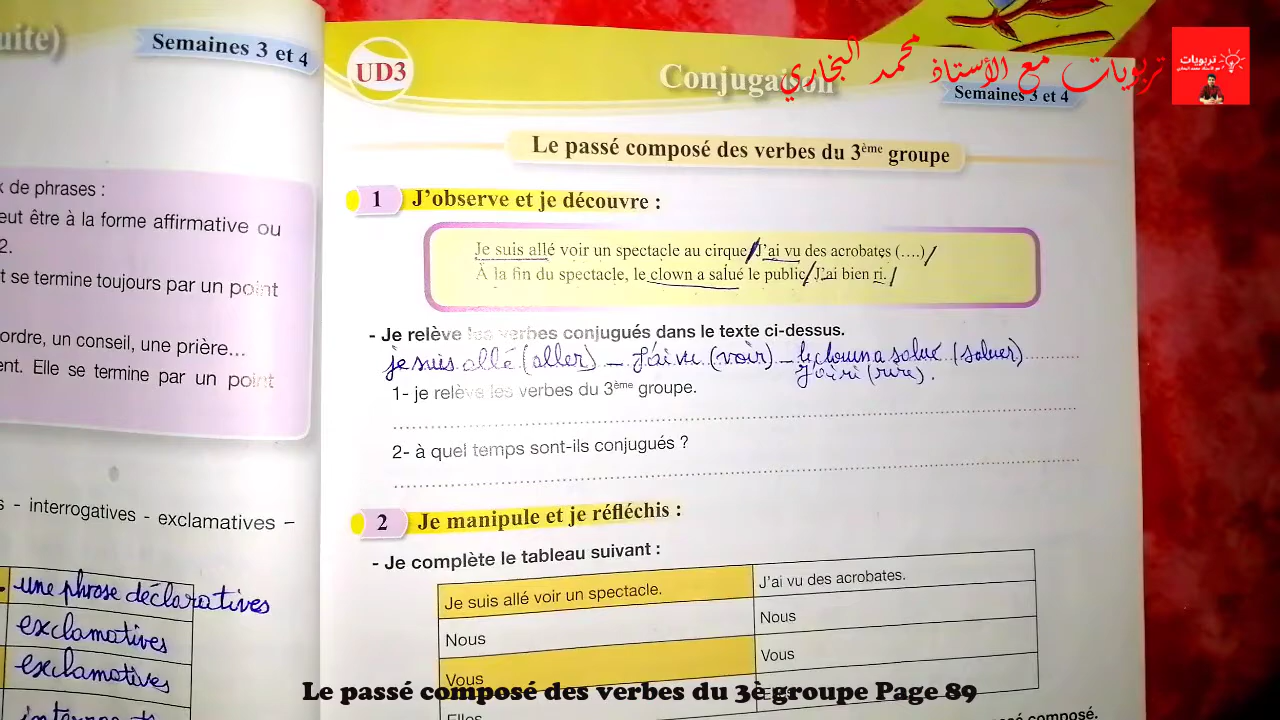 uite)
Semaines 3 et 4
de phrases :
eut être à la forme affirmative ou
2.
t se termine toujours par un point
ordre, un conseil, une prière...
ent. Elle se termine par un point
s - interrogatives - exclamatives –
une phrase déclaratives
exclamatives
exclamatives
UD3
Conjugaison
Semaines 3 et 4
تربويات مع الأستاذ محمد البخاري
تربويات
Le passé composé des verbes du 3ème groupe
1 J'observe et je découvre :
Je suis allé voir un spectacle au cirque/ J'ai vu des acrobates (....)/
À la fin du spectacle, le clown a salué le public/ J'ai bien ri./
- Je relève les verbes conjugués dans le texte ci-dessus.
je suis allé (aller) – J'ai vu (voir) – le clown a salué (saluer)
J'ai ri (rire).
1- je relève les verbes du 3ème groupe.
2- à quel temps sont-ils conjugués ?
2 Je manipule et je réfléchis :
- Je complète le tableau suivant :
Je suis allé voir un spectacle. J'ai vu des acrobates.
Nous Nous
Vous Vous
Elles
sé composé.
Le passé composé des verbes du 3è groupe Page 89